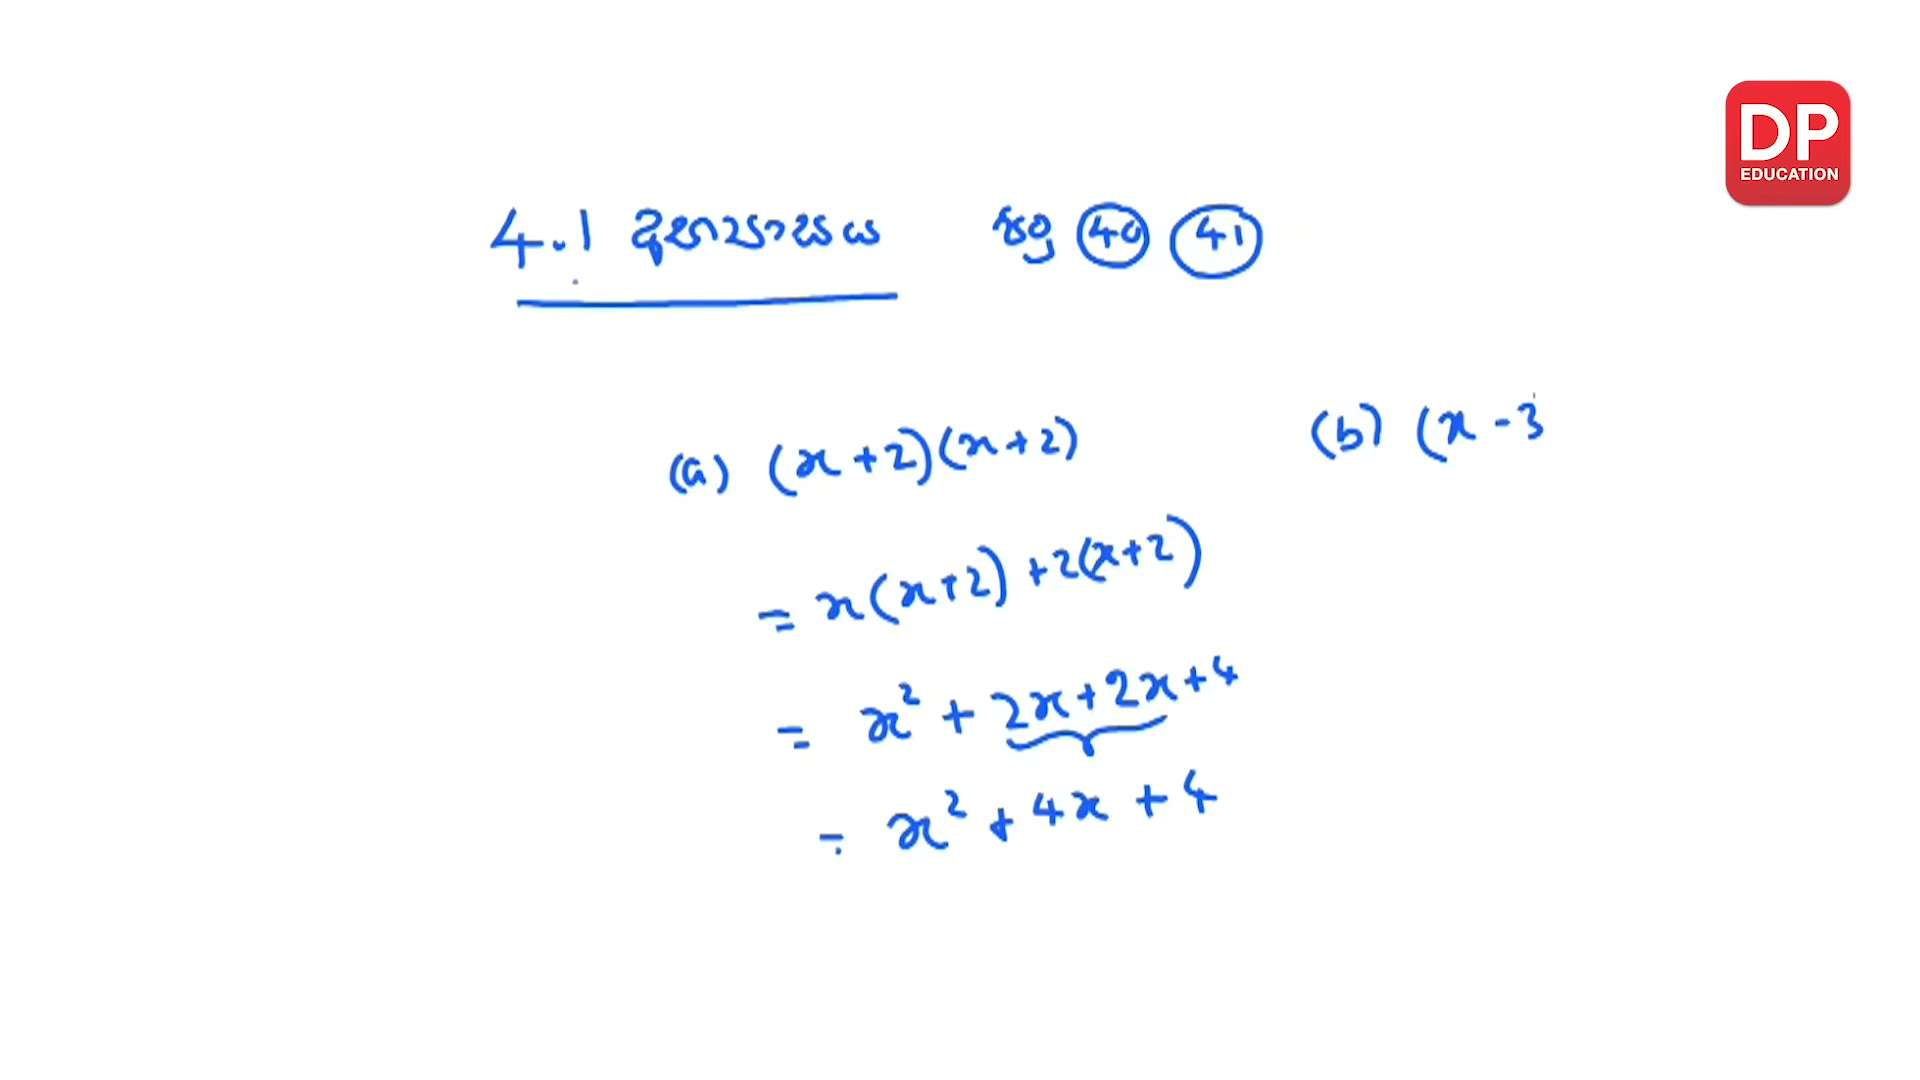 DP
EDUCATION
4.1 අභ්‍යාසය පිටු 40 41
(a) (x+2)(x+2)
= x(x+2) +2(x+2)
= x² + 2x+2x+4
= x² + 4x + 4
(b) (x -3